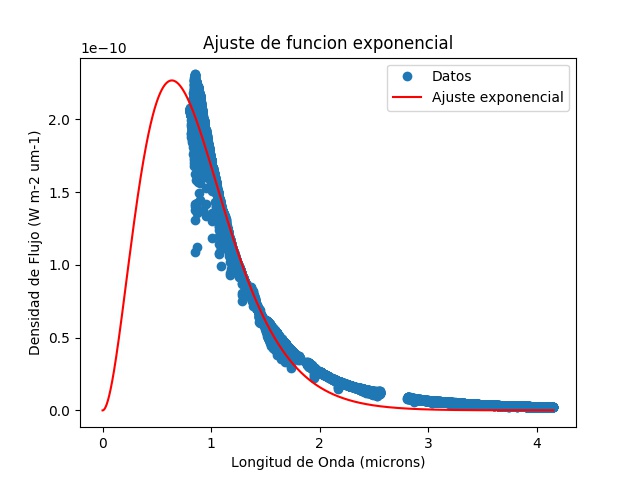 Ajuste de funcion exponencial
1e−10
Datos
Ajuste exponencial
2.0
1.5
1.0
0.5
0.0
Densidad de Flujo (W m-2 um-1)
0 1 2 3 4
Longitud de Onda (microns)